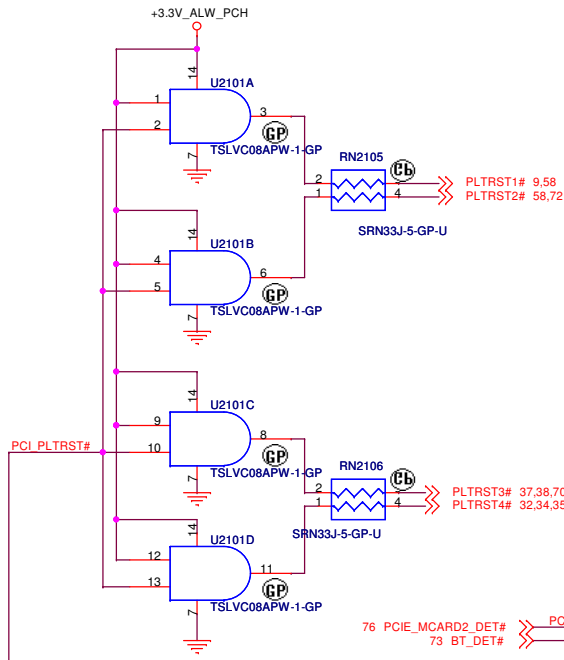 +3.3V_ALW_PCH
14
U2101A
1
3
2
GP
TSLVC08APW-1-GP
7
RN2105
2
PLTRST1# 9,58
1
4
PLTRST2# 58,72
SRN33J-5-GP-U
14
U2101B
4
6
5
GP
TSLVC08APW-1-GP
7
14
U2101C
9
8
PCI_PLTRST#
10
GP
TSLVC08APW-1-GP
7
RN2106
2
PLTRST3# 37,38,70
1
4
PLTRST4# 32,34,35
SRN33J-5-GP-U
14
U2101D
12
11
13
GP
TSLVC08APW-1-GP
7
76 PCIE_MCARD2_DET#
PC
73 BT_DET#